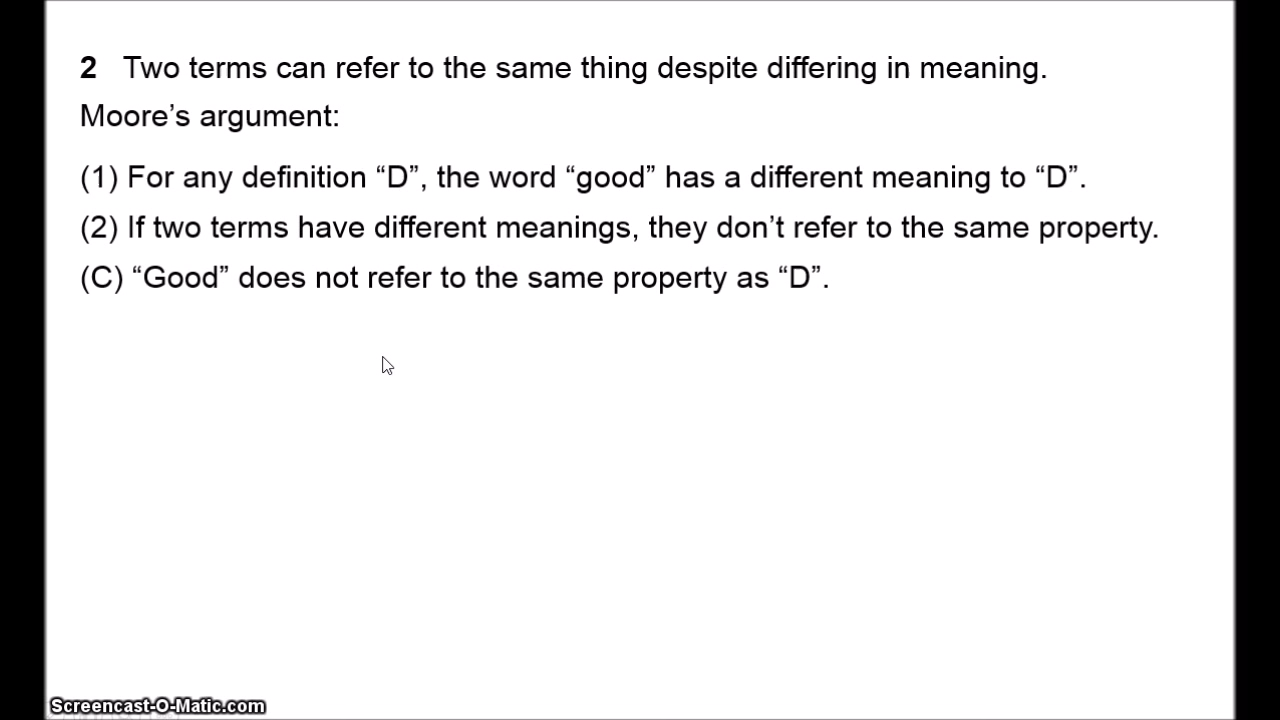 2 Two terms can refer to the same thing despite differing in meaning.
Moore’s argument:
(1) For any definition “D”, the word “good” has a different meaning to “D”.
(2) If two terms have different meanings, they don’t refer to the same property.
(C) “Good” does not refer to the same property as “D”.
Screencast-O-Matic.com